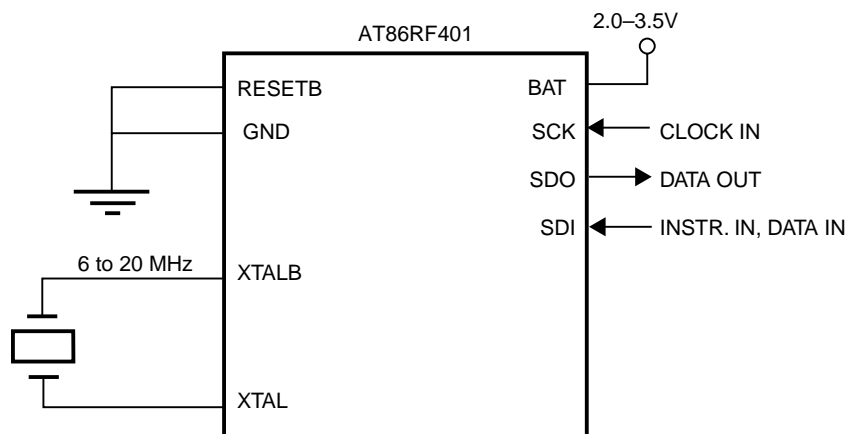 AT86RF401
2.0–3.5V
RESETB
BAT
GND
SCK
CLOCK IN
SDO
DATA OUT
SDI
INSTR. IN, DATA IN
6 to 20 MHz
XTALB
XTAL